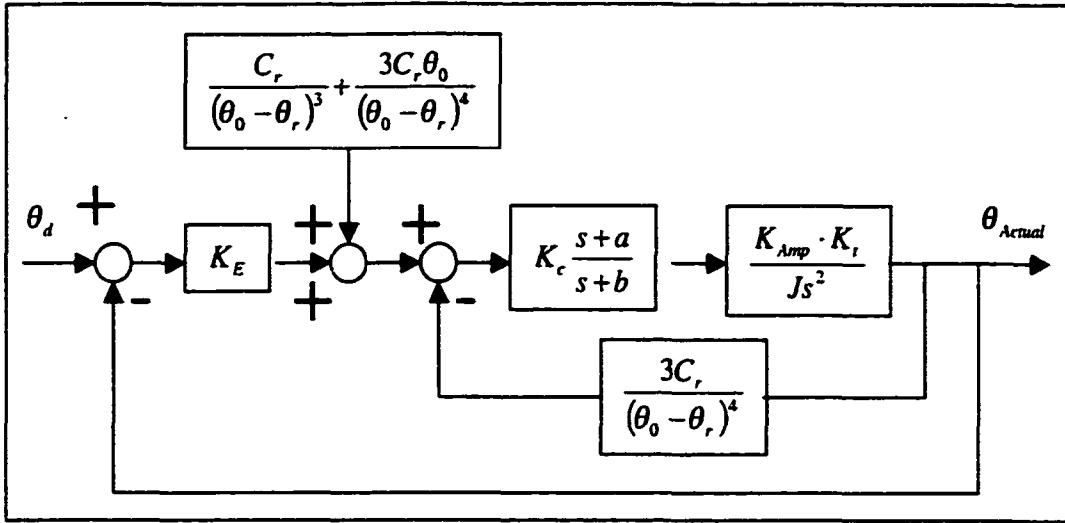 C_r / (θ_0 − θ_r)^3 + 3C_rθ_0 / (θ_0 − θ_r)^4
θ_d
+
-
K_E
+
+
+
-
K_c (s + a) / (s + b)
K_Amp · K_t / Js^2
θ_Actual
3C_r / (θ_0 − θ_r)^4